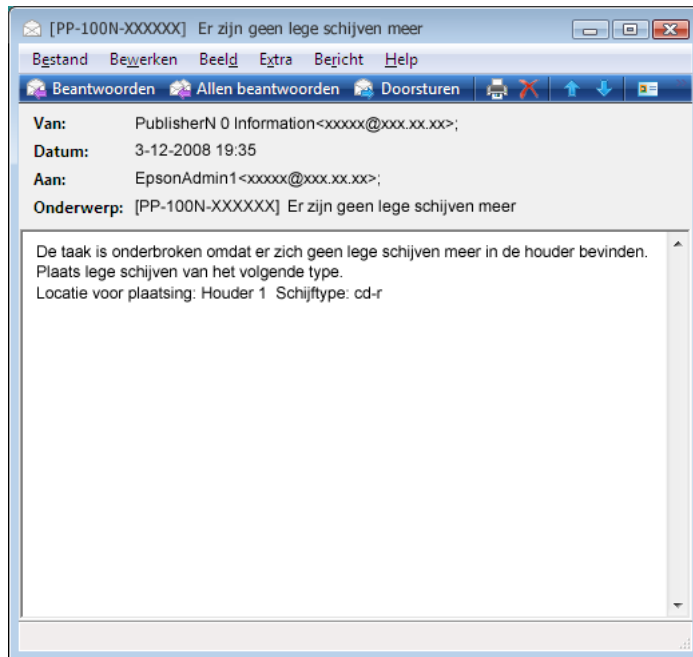 [PP-100N-XXXXXX] Er zijn geen lege schijven meer
Bestand Bewerken Beeld Extra Bericht Help
Beantwoorden Allen beantwoorden Doorsturen
Van: PublisherN 0 Information<xxxxx@xxx.xx.xx>;
Datum: 3-12-2008 19:35
Aan: EpsonAdmin1<xxxxx@xxx.xx.xx>;
Onderwerp: [PP-100N-XXXXXX] Er zijn geen lege schijven meer
De taak is onderbroken omdat er zich geen lege schijven meer in de houder bevinden.
Plaats lege schijven van het volgende type.
Locatie voor plaatsing: Houder 1 Schijftype: cd-r